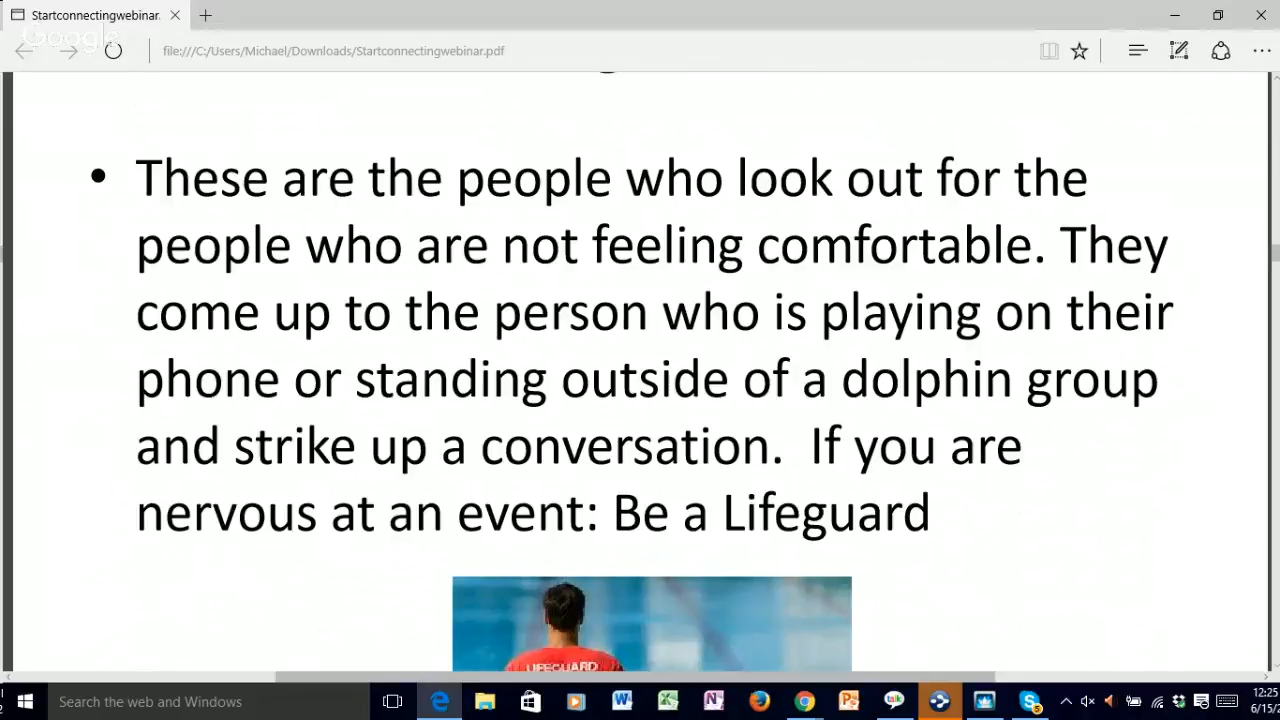 Startconnectingwebinar.
Google
file:///C:/Users/Michael/Downloads/Startconnectingwebinar.pdf
• These are the people who look out for the
people who are not feeling comfortable. They
come up to the person who is playing on their
phone or standing outside of a dolphin group
and strike up a conversation.  If you are
nervous at an event: Be a Lifeguard
LIFEGUARD
Search the web and Windows
talk
12:25
6/15/2